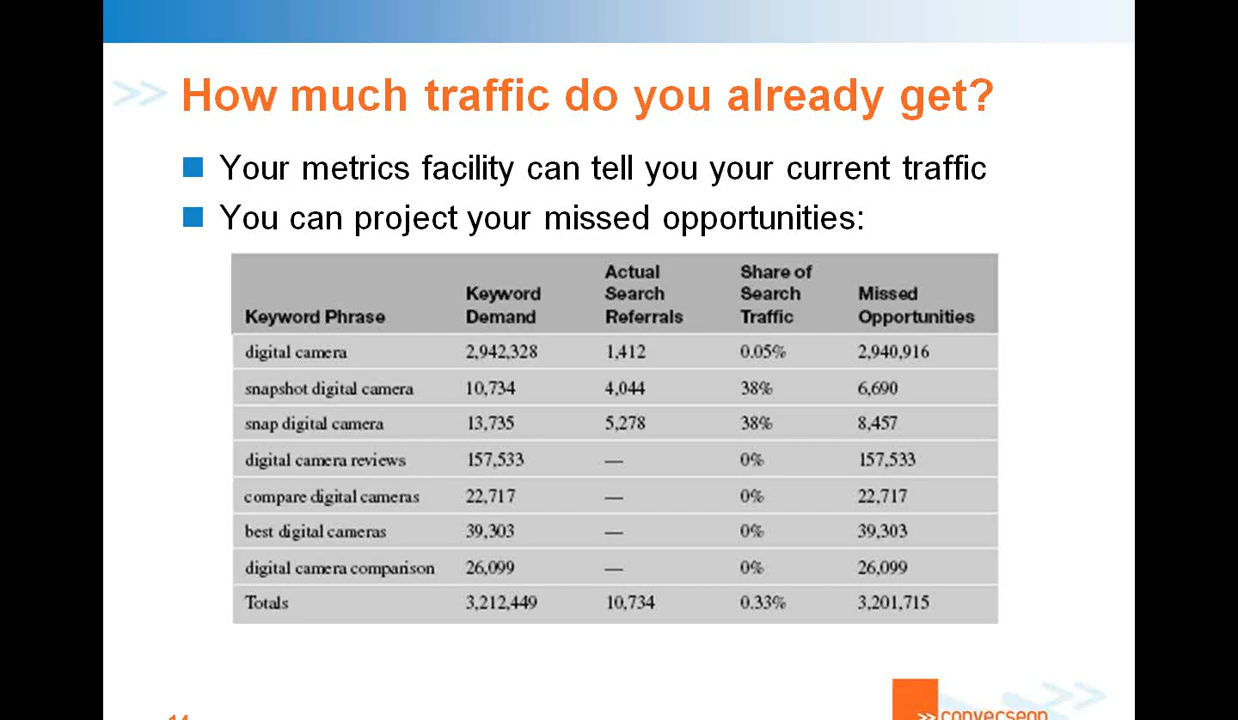 How much traffic do you already get?
Your metrics facility can tell you your current traffic
You can project your missed opportunities:
Keyword Phrase Keyword Demand Actual Search Referrals Share of Search Traffic Missed Opportunities
digital camera 2,942,328 1,412 0.05% 2,940,916
snapshot digital camera 10,734 4,044 38% 6,690
snap digital camera 13,735 5,278 38% 8,457
digital camera reviews 157,533 — 0% 157,533
compare digital cameras 22,717 — 0% 22,717
best digital cameras 39,303 — 0% 39,303
digital camera comparison 26,099 — 0% 26,099
Totals 3,212,449 10,734 0.33% 3,201,715
14
converseon